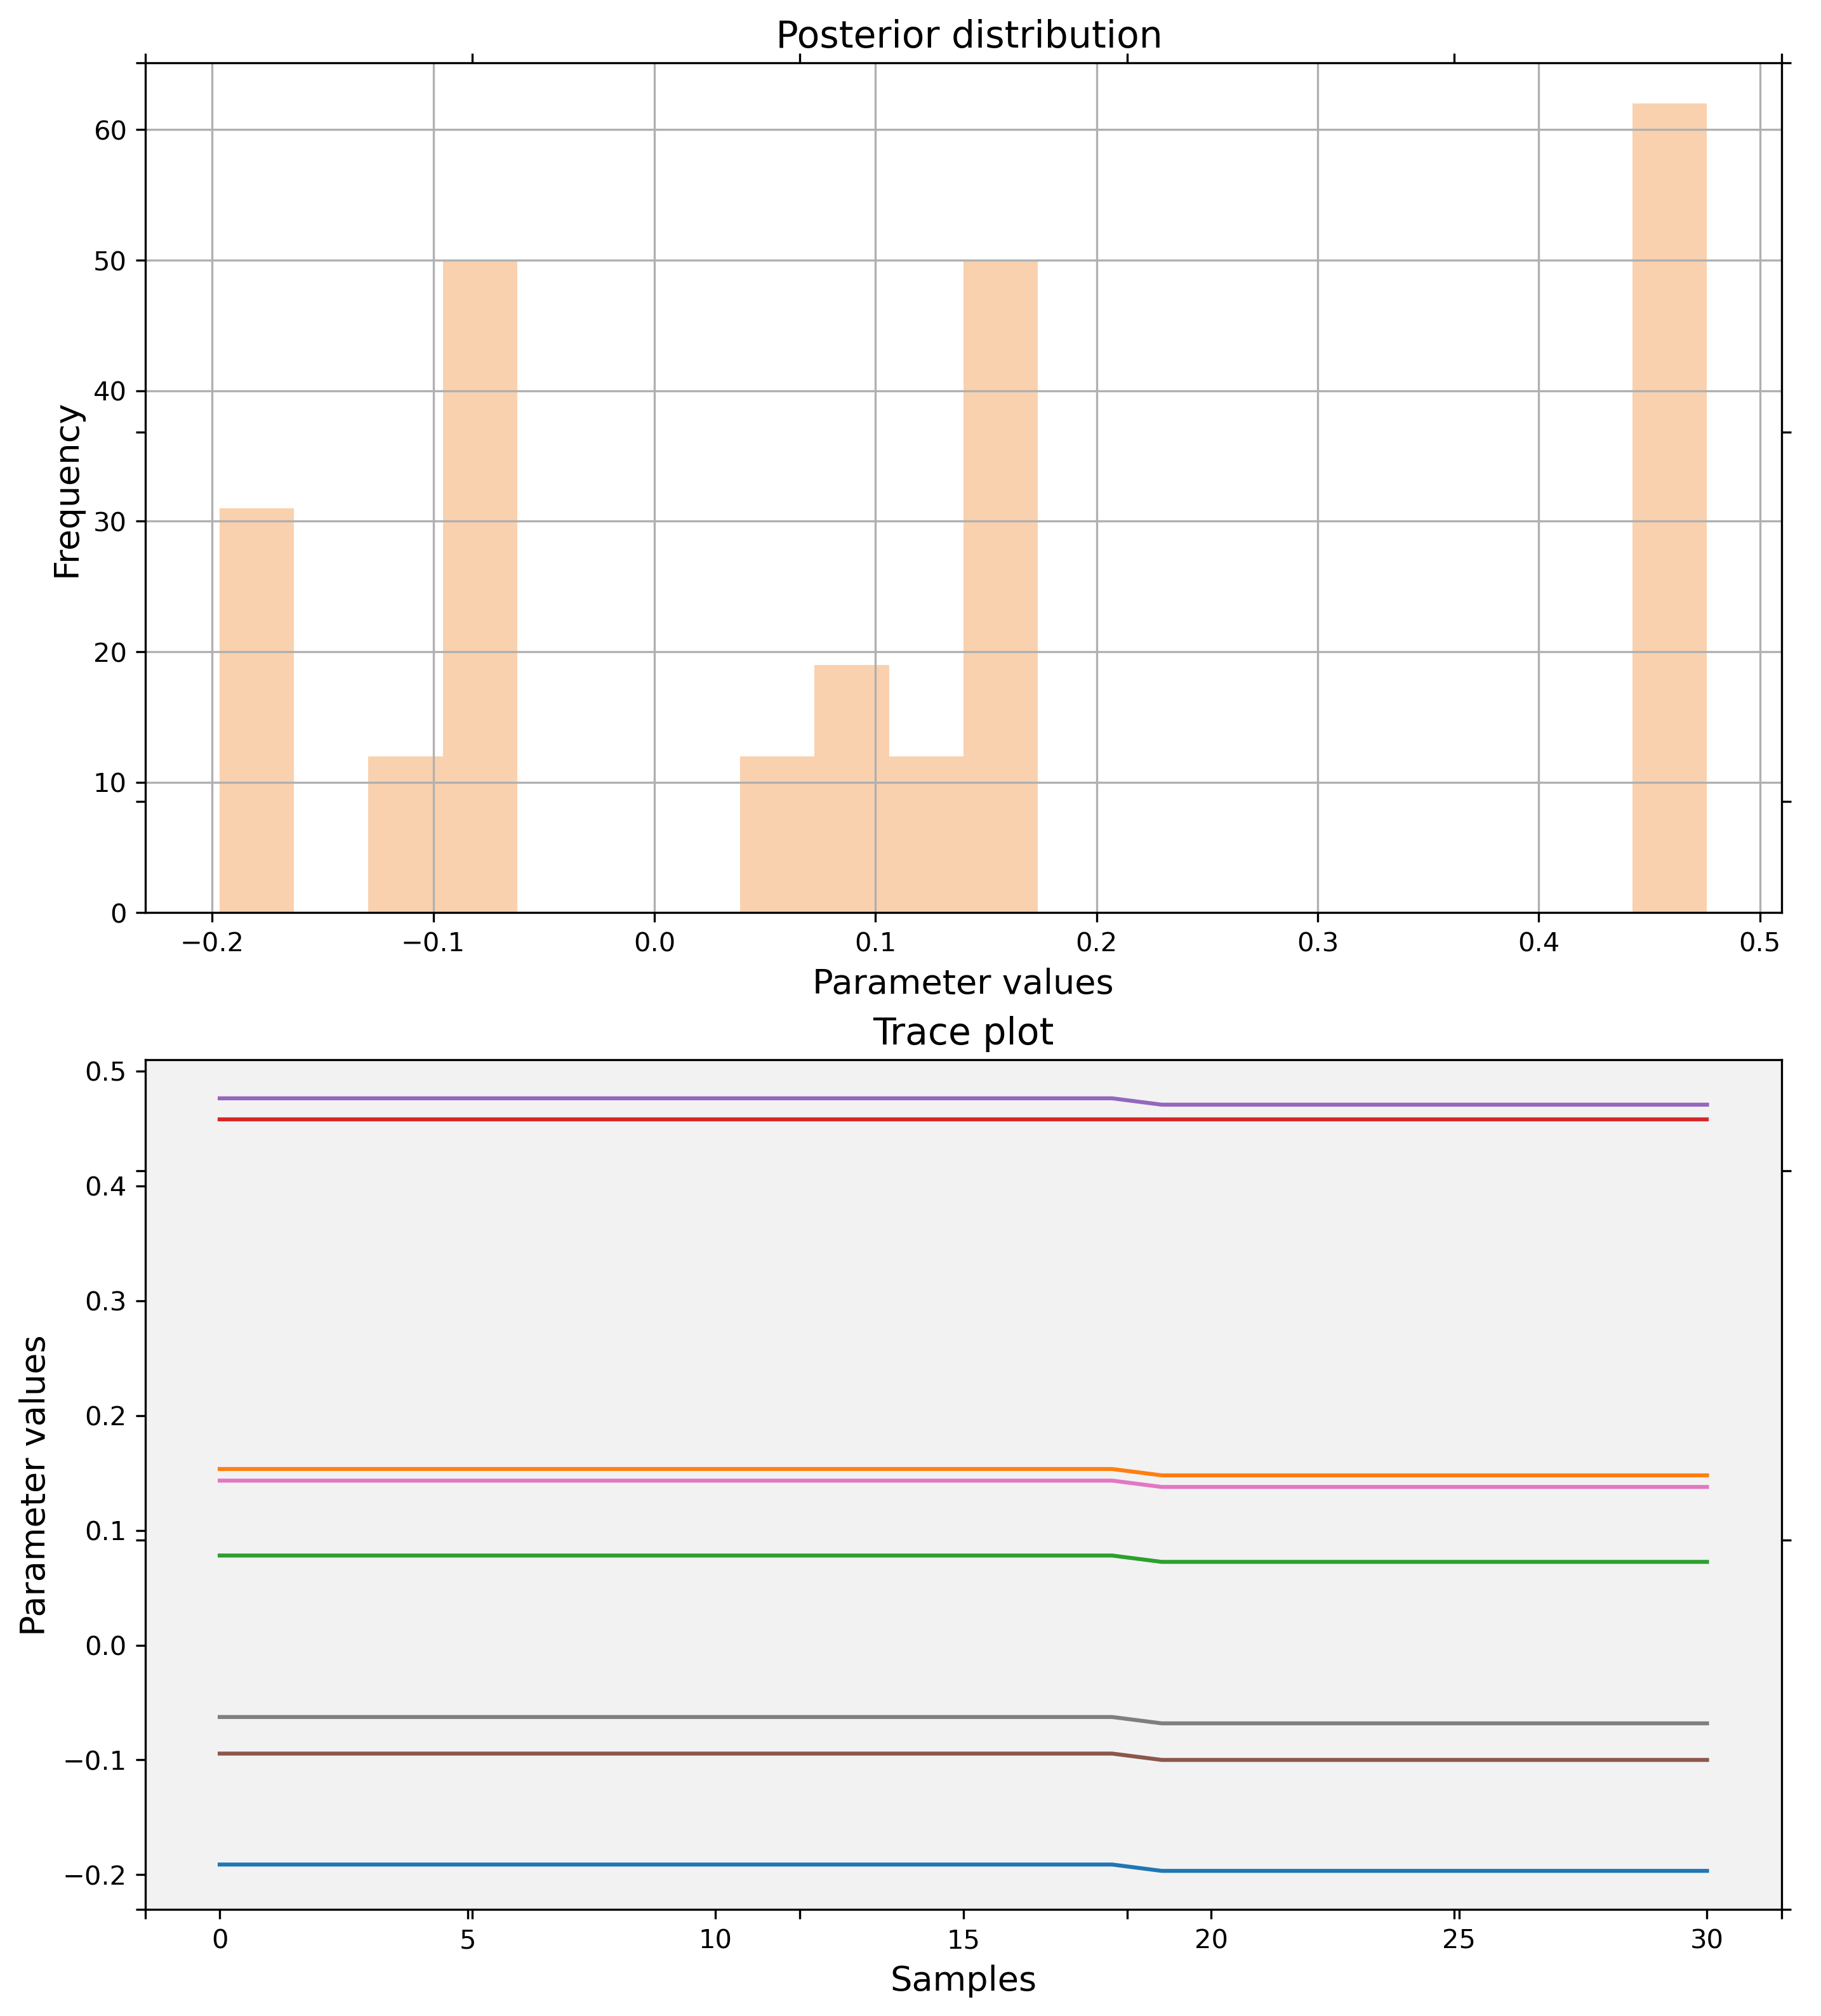 Posterior distribution
60
50
40
30
20
10
0
Frequency
−0.2 −0.1 0.0 0.1 0.2 0.3 0.4 0.5
Parameter values
Trace plot
0.5
0.4
0.3
0.2
0.1
0.0
−0.1
−0.2
Parameter values
0 5 10 15 20 25 30
Samples